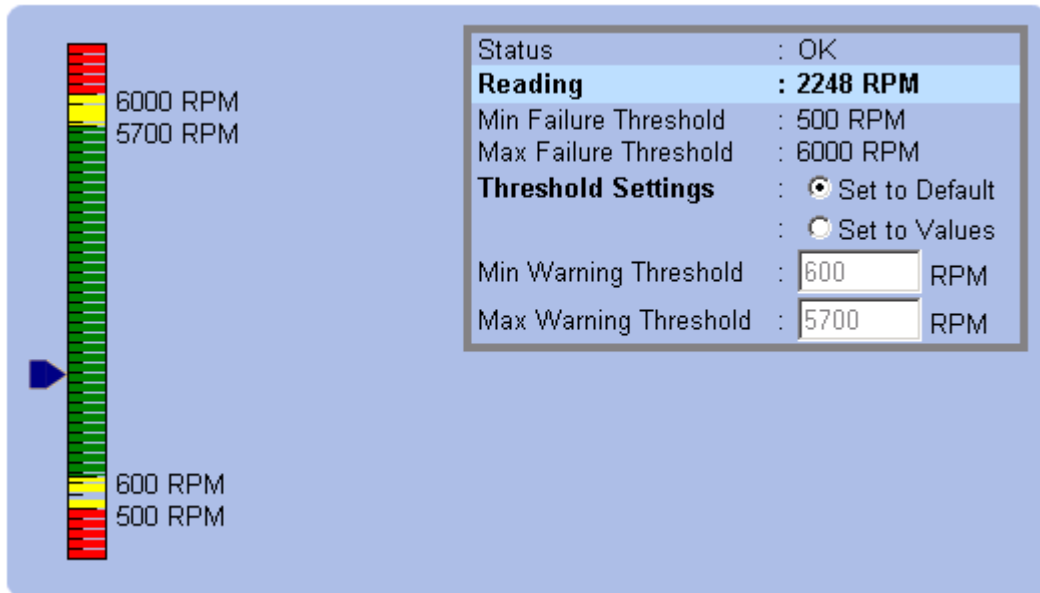 6000 RPM
5700 RPM
600 RPM
500 RPM
Status : OK
Reading : 2248 RPM
Min Failure Threshold : 500 RPM
Max Failure Threshold : 6000 RPM
Threshold Settings : Set to Default
: Set to Values
Min Warning Threshold : 600 RPM
Max Warning Threshold : 5700 RPM